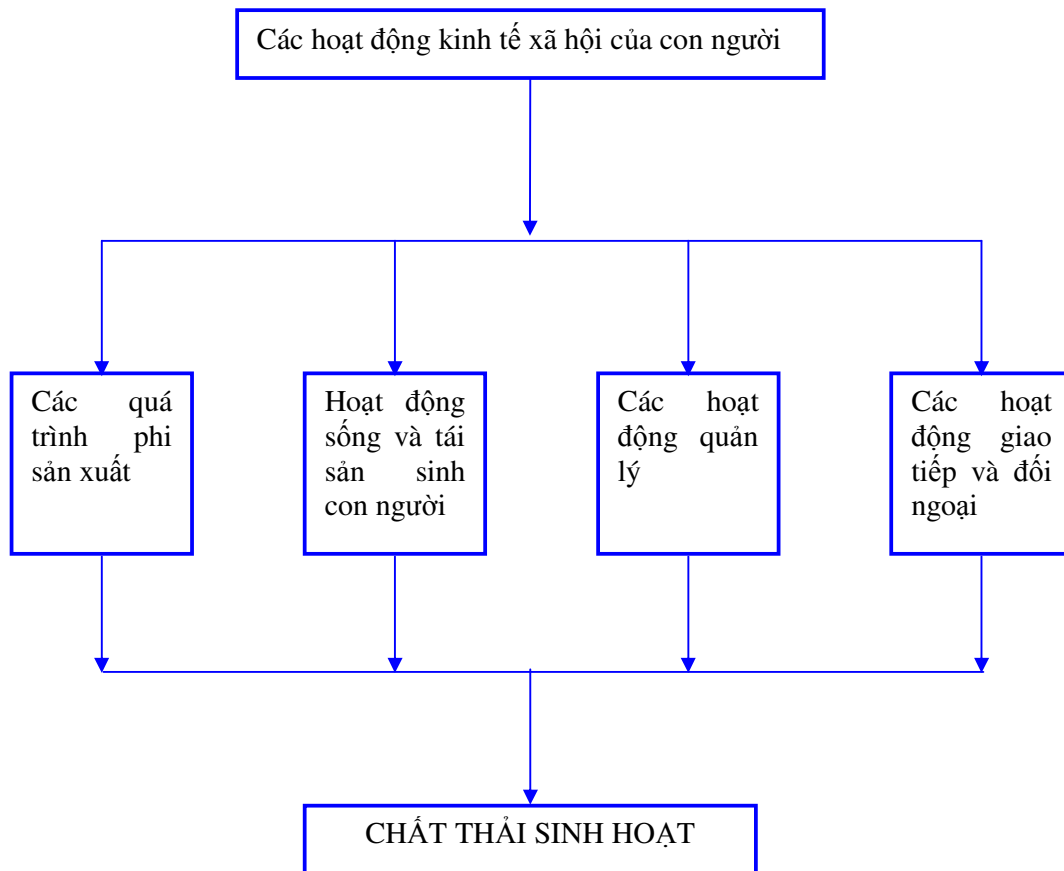 Các hoạt động kinh tế xã hội của con người
Các quá
trình phi
sản xuất
Hoạt động
sống và tái
sản sinh
con người
Các hoạt
động quản
lý
Các hoạt
động giao
tiếp và đối
ngoại
CHẤT THẢI SINH HOẠT